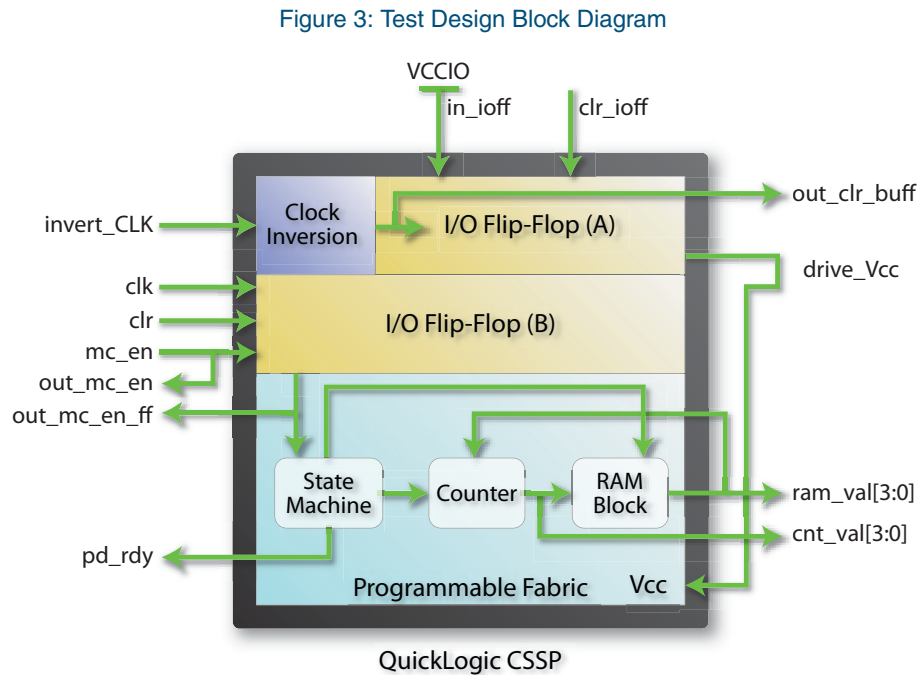 Figure 3: Test Design Block Diagram
VCCIO
in_ioff
clr_ioff
out_clr_buff
invert_CLK
Clock
Inversion
I/O Flip-Flop (A)
drive_Vcc
clk
clr
I/O Flip-Flop (B)
mc_en
out_mc_en
out_mc_en_ff
State
Machine
Counter
RAM
Block
ram_val[3:0]
cnt_val[3:0]
pd_rdy
Programmable Fabric
Vcc
QuickLogic CSSP